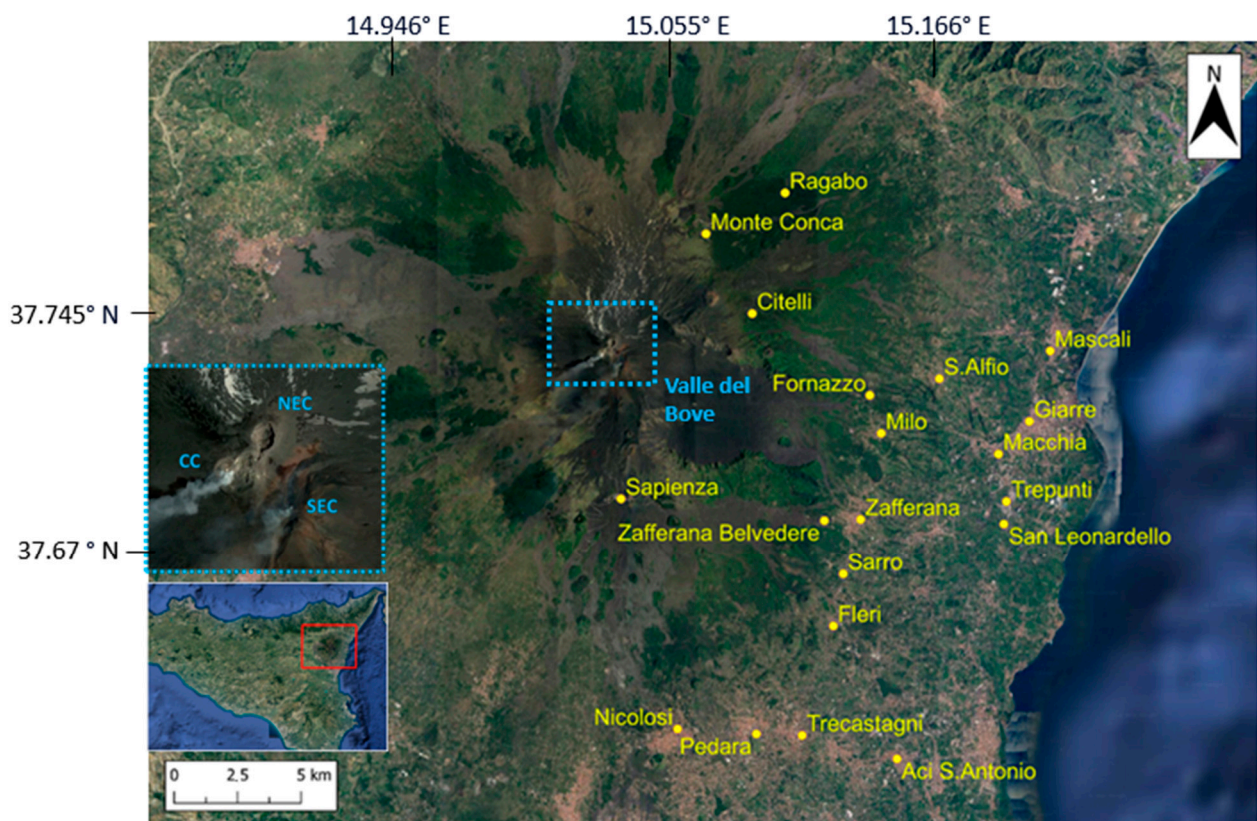 14.946° E
15.055° E
15.166° E
N
Ragabo
Monte Conca
37.745° N
Citelli
Mascali
S.Alfio
Valle del
Bove
Fornazzo
NEC
Giarre
Milo
Macchia
CC
Sapienza
Trepunti
SEC
Zafferana
Zafferana Belvedere
San Leonardello
37.67 ° N
Sarro
Fleri
Nicolosi
Trecastagni
Pedara
Aci S.Antonio
0 2.5 5 km